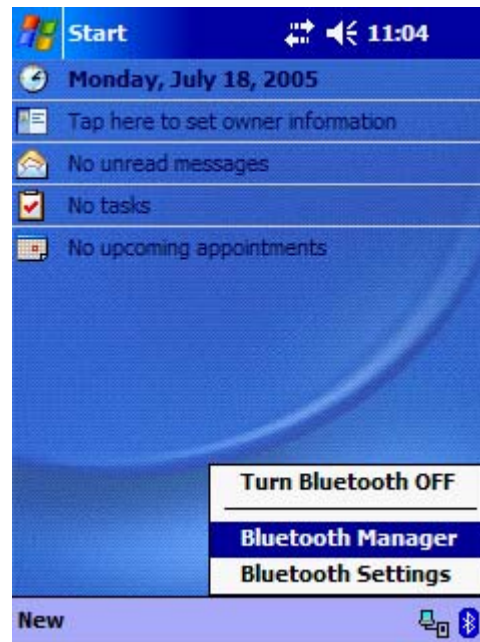 Start 11:04
Monday, July 18, 2005
Tap here to set owner information
No unread messages
No tasks
No upcoming appointments
Turn Bluetooth OFF
Bluetooth Manager
Bluetooth Settings
New